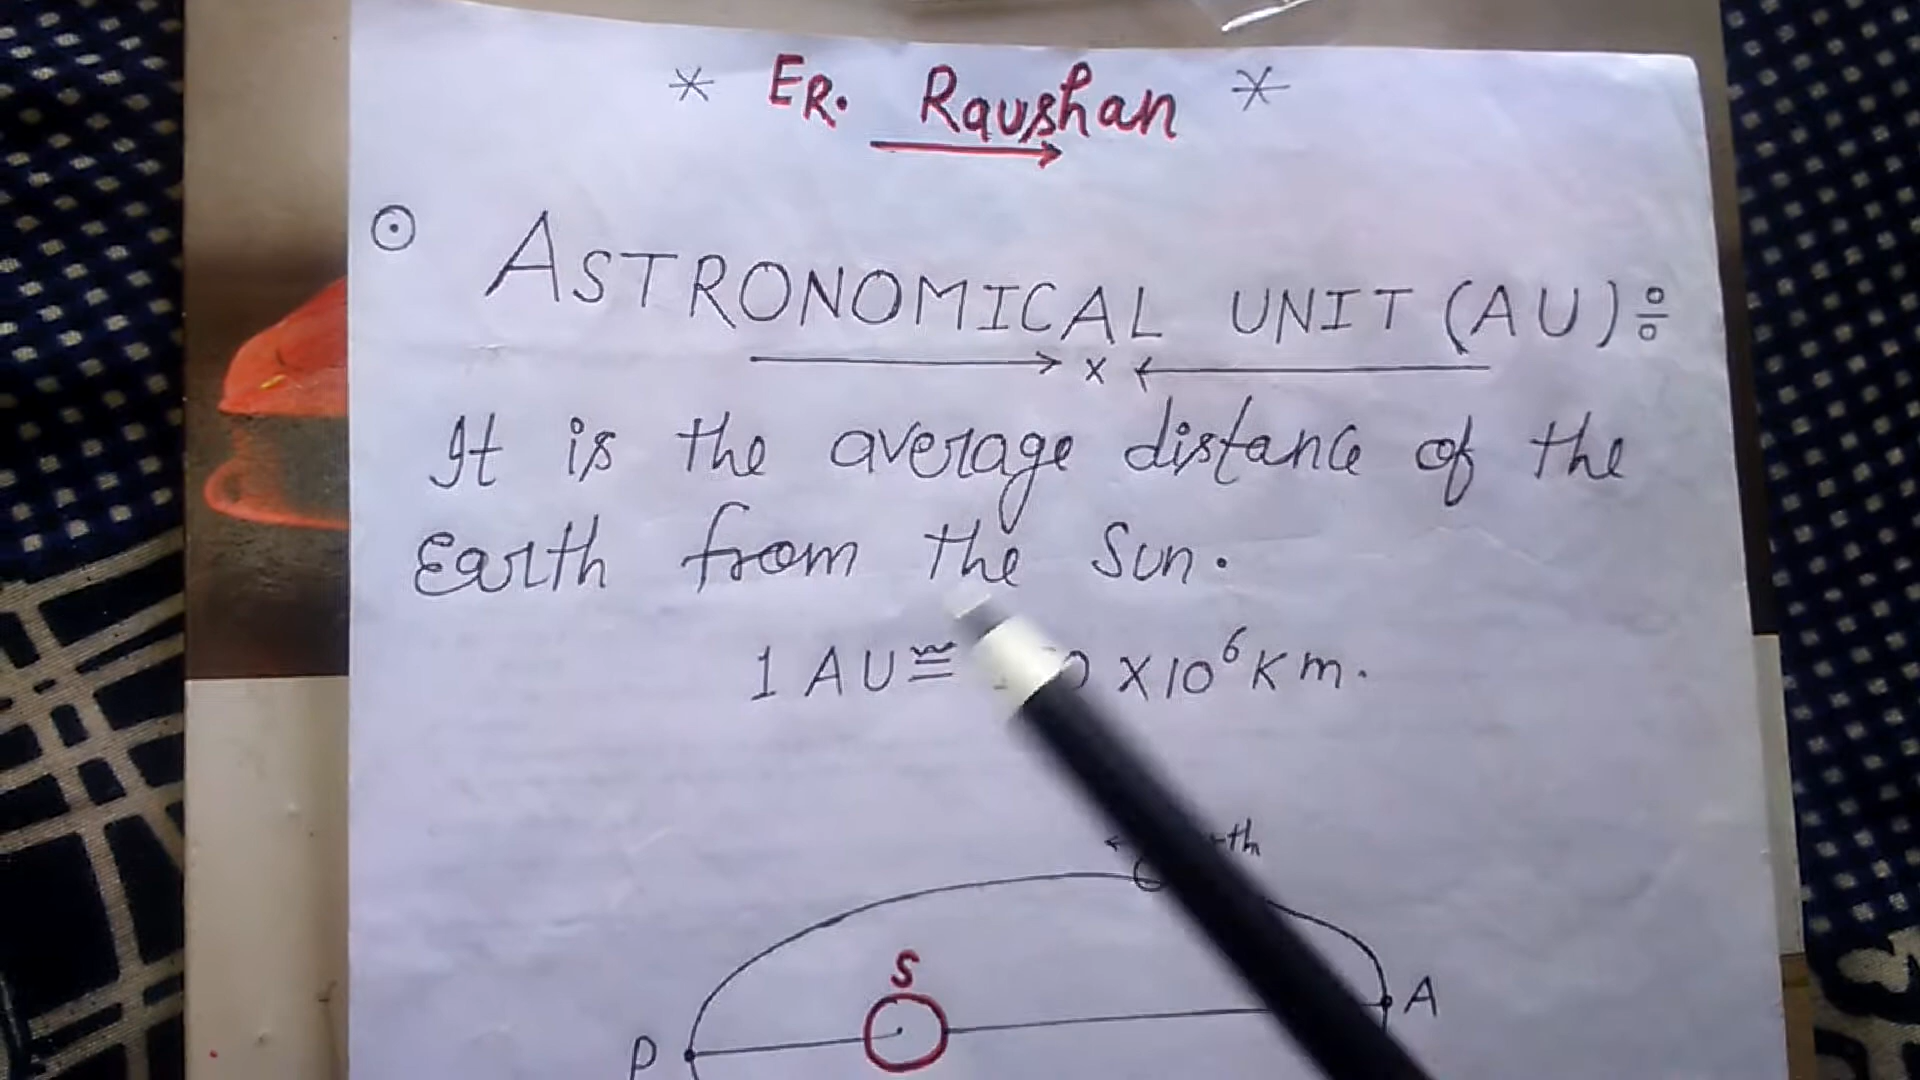 * ER. Raushan *
ASTRONOMICAL UNIT (AU) ÷
It is the average distance of the
Earth from the Sun.
1 AU ≅ ×10⁶ Km.
S
A
P